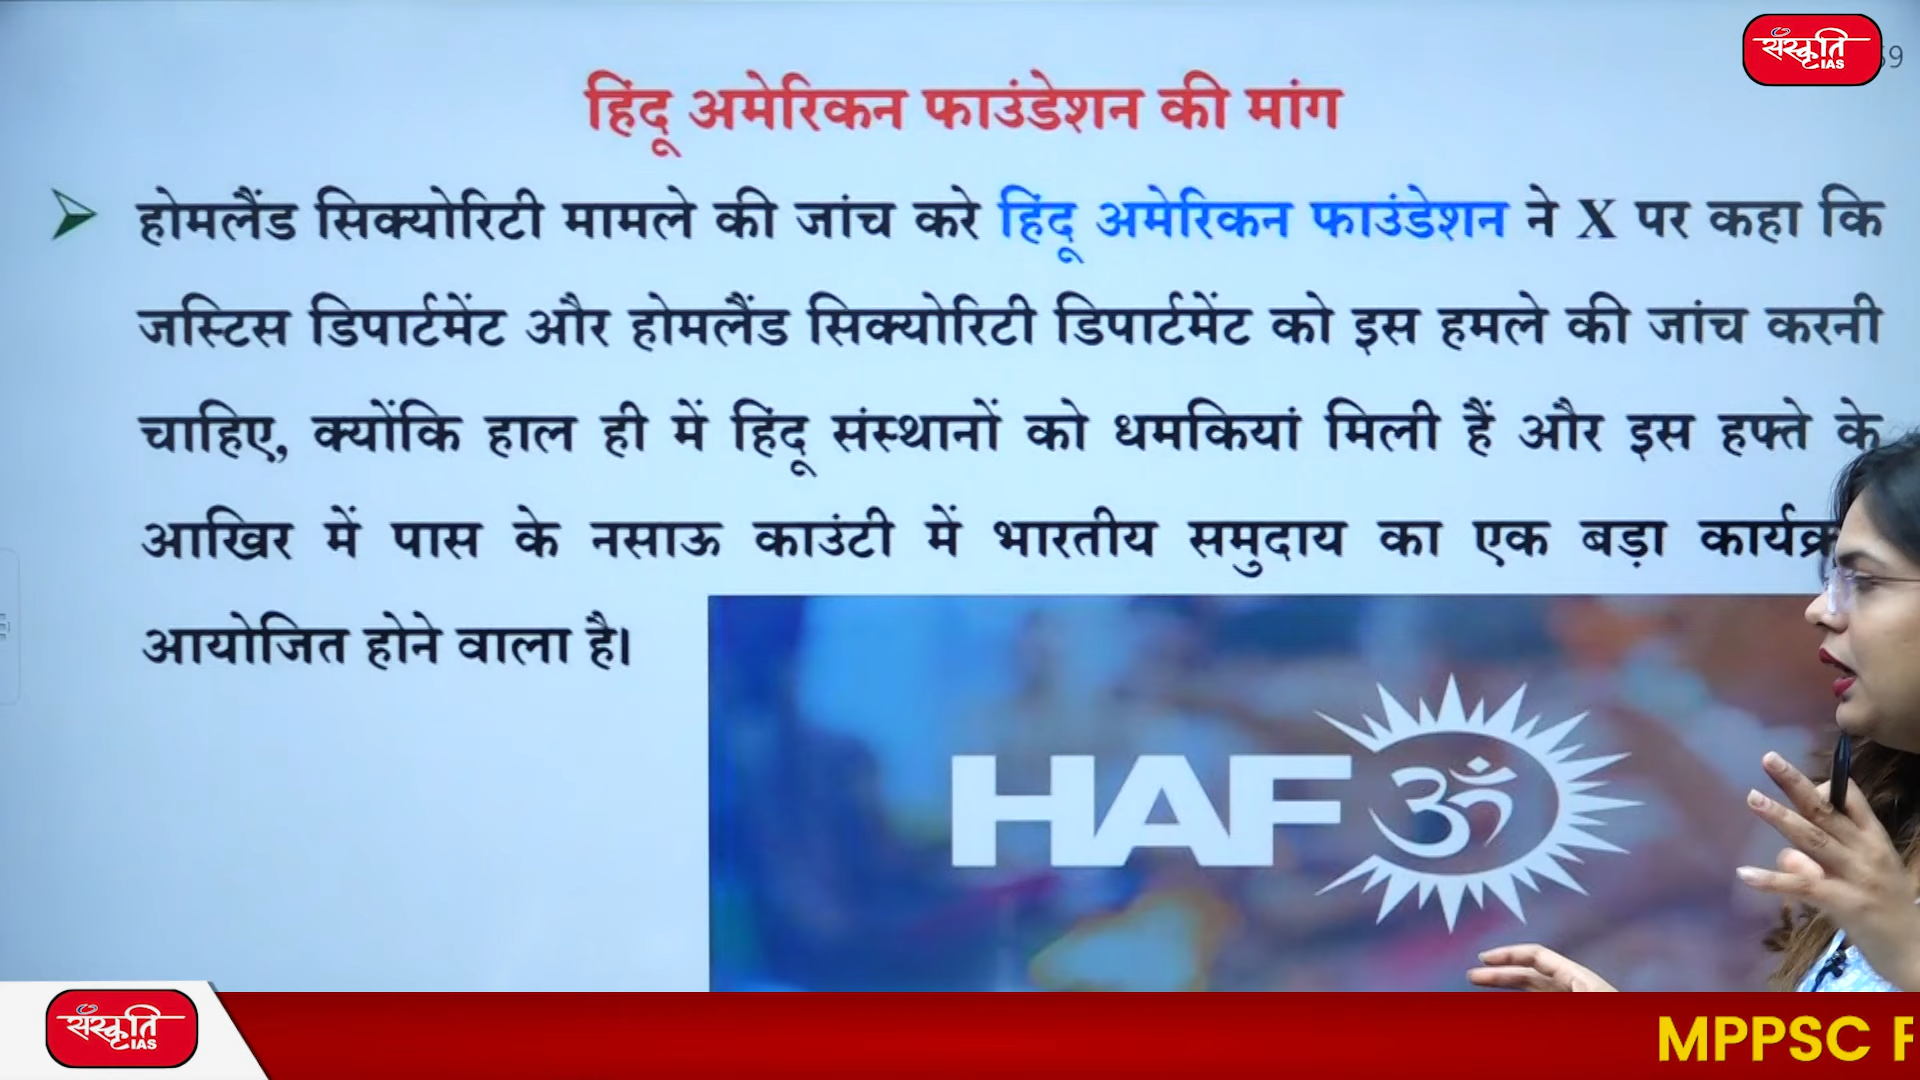 संस्कृति
IAS
59
हिंदू अमेरिकन फाउंडेशन की मांग
होमलैंड सिक्योरिटी मामले की जांच करे हिंदू अमेरिकन फाउंडेशन ने X पर कहा कि
जस्टिस डिपार्टमेंट और होमलैंड सिक्योरिटी डिपार्टमेंट को इस हमले की जांच करनी
चाहिए, क्योंकि हाल ही में हिंदू संस्थानों को धमकियां मिली हैं और इस हफ्ते के
आखिर में पास के नसाऊ काउंटी में भारतीय समुदाय का एक बड़ा
आयोजित होने वाला है।
HAF ॐ
संस्कृति
IAS
MPPSC